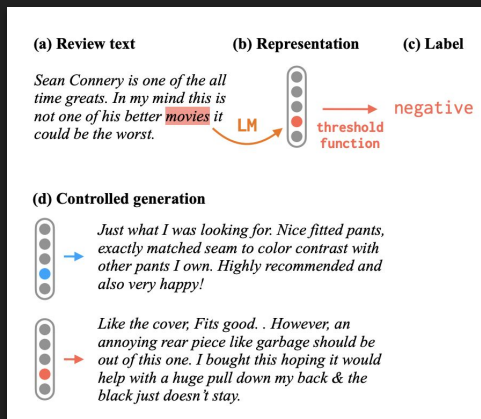 (a) Review text
(b) Representation
(c) Label
Sean Connery is one of the all
time greats. In my mind this is
not one of his better movies it
could be the worst.
LM
threshold
function
negative
(d) Controlled generation
Just what I was looking for. Nice fitted pants,
exactly matched seam to color contrast with
other pants I own. Highly recommended and
also very happy!
Like the cover, Fits good. . However, an
annoying rear piece like garbage should be
out of this one. I bought this hoping it would
help with a huge pull down my back & the
black just doesn't stay.